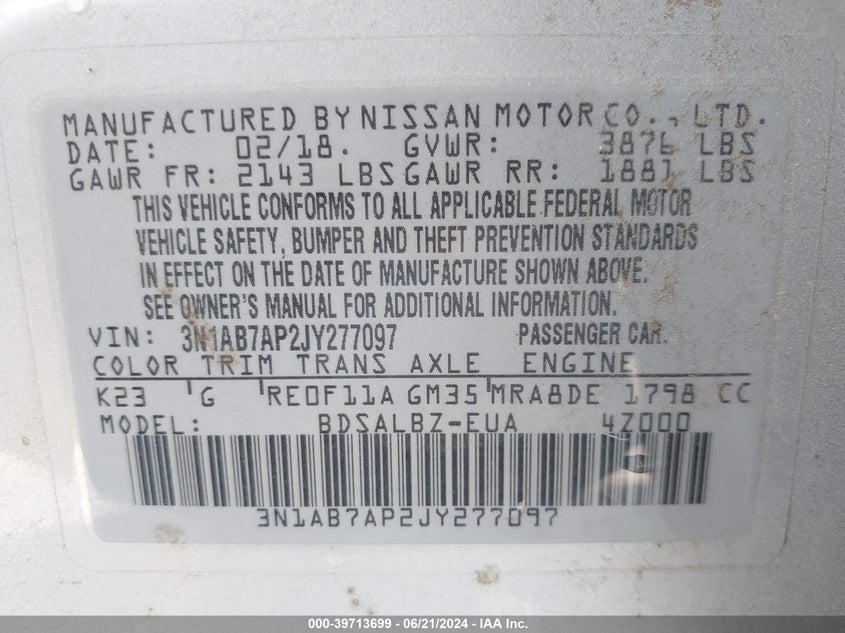 MANUFACTURED BY NISSAN MOTOR CO., LTD.
DATE: 02/18. GVWR: 3876 LBS
GAWR FR: 2143 LBS GAWR RR: 1881 LBS
THIS VEHICLE CONFORMS TO ALL APPLICABLE FEDERAL MOTOR
VEHICLE SAFETY, BUMPER AND THEFT PREVENTION STANDARDS
IN EFFECT ON THE DATE OF MANUFACTURE SHOWN ABOVE.
SEE OWNER'S MANUAL FOR ADDITIONAL INFORMATION.
VIN: 3N1AB7AP2JY277097 PASSENGER CAR.
COLOR TRIM TRANS AXLE ENGINE
K23 G RE0F11A GM35 MRA8DE 1798 CC
MODEL: BDSALBZ-EUA 4Z000
3N1AB7AP2JY277097
000-39713699 - 06/21/2024 - IAA Inc.